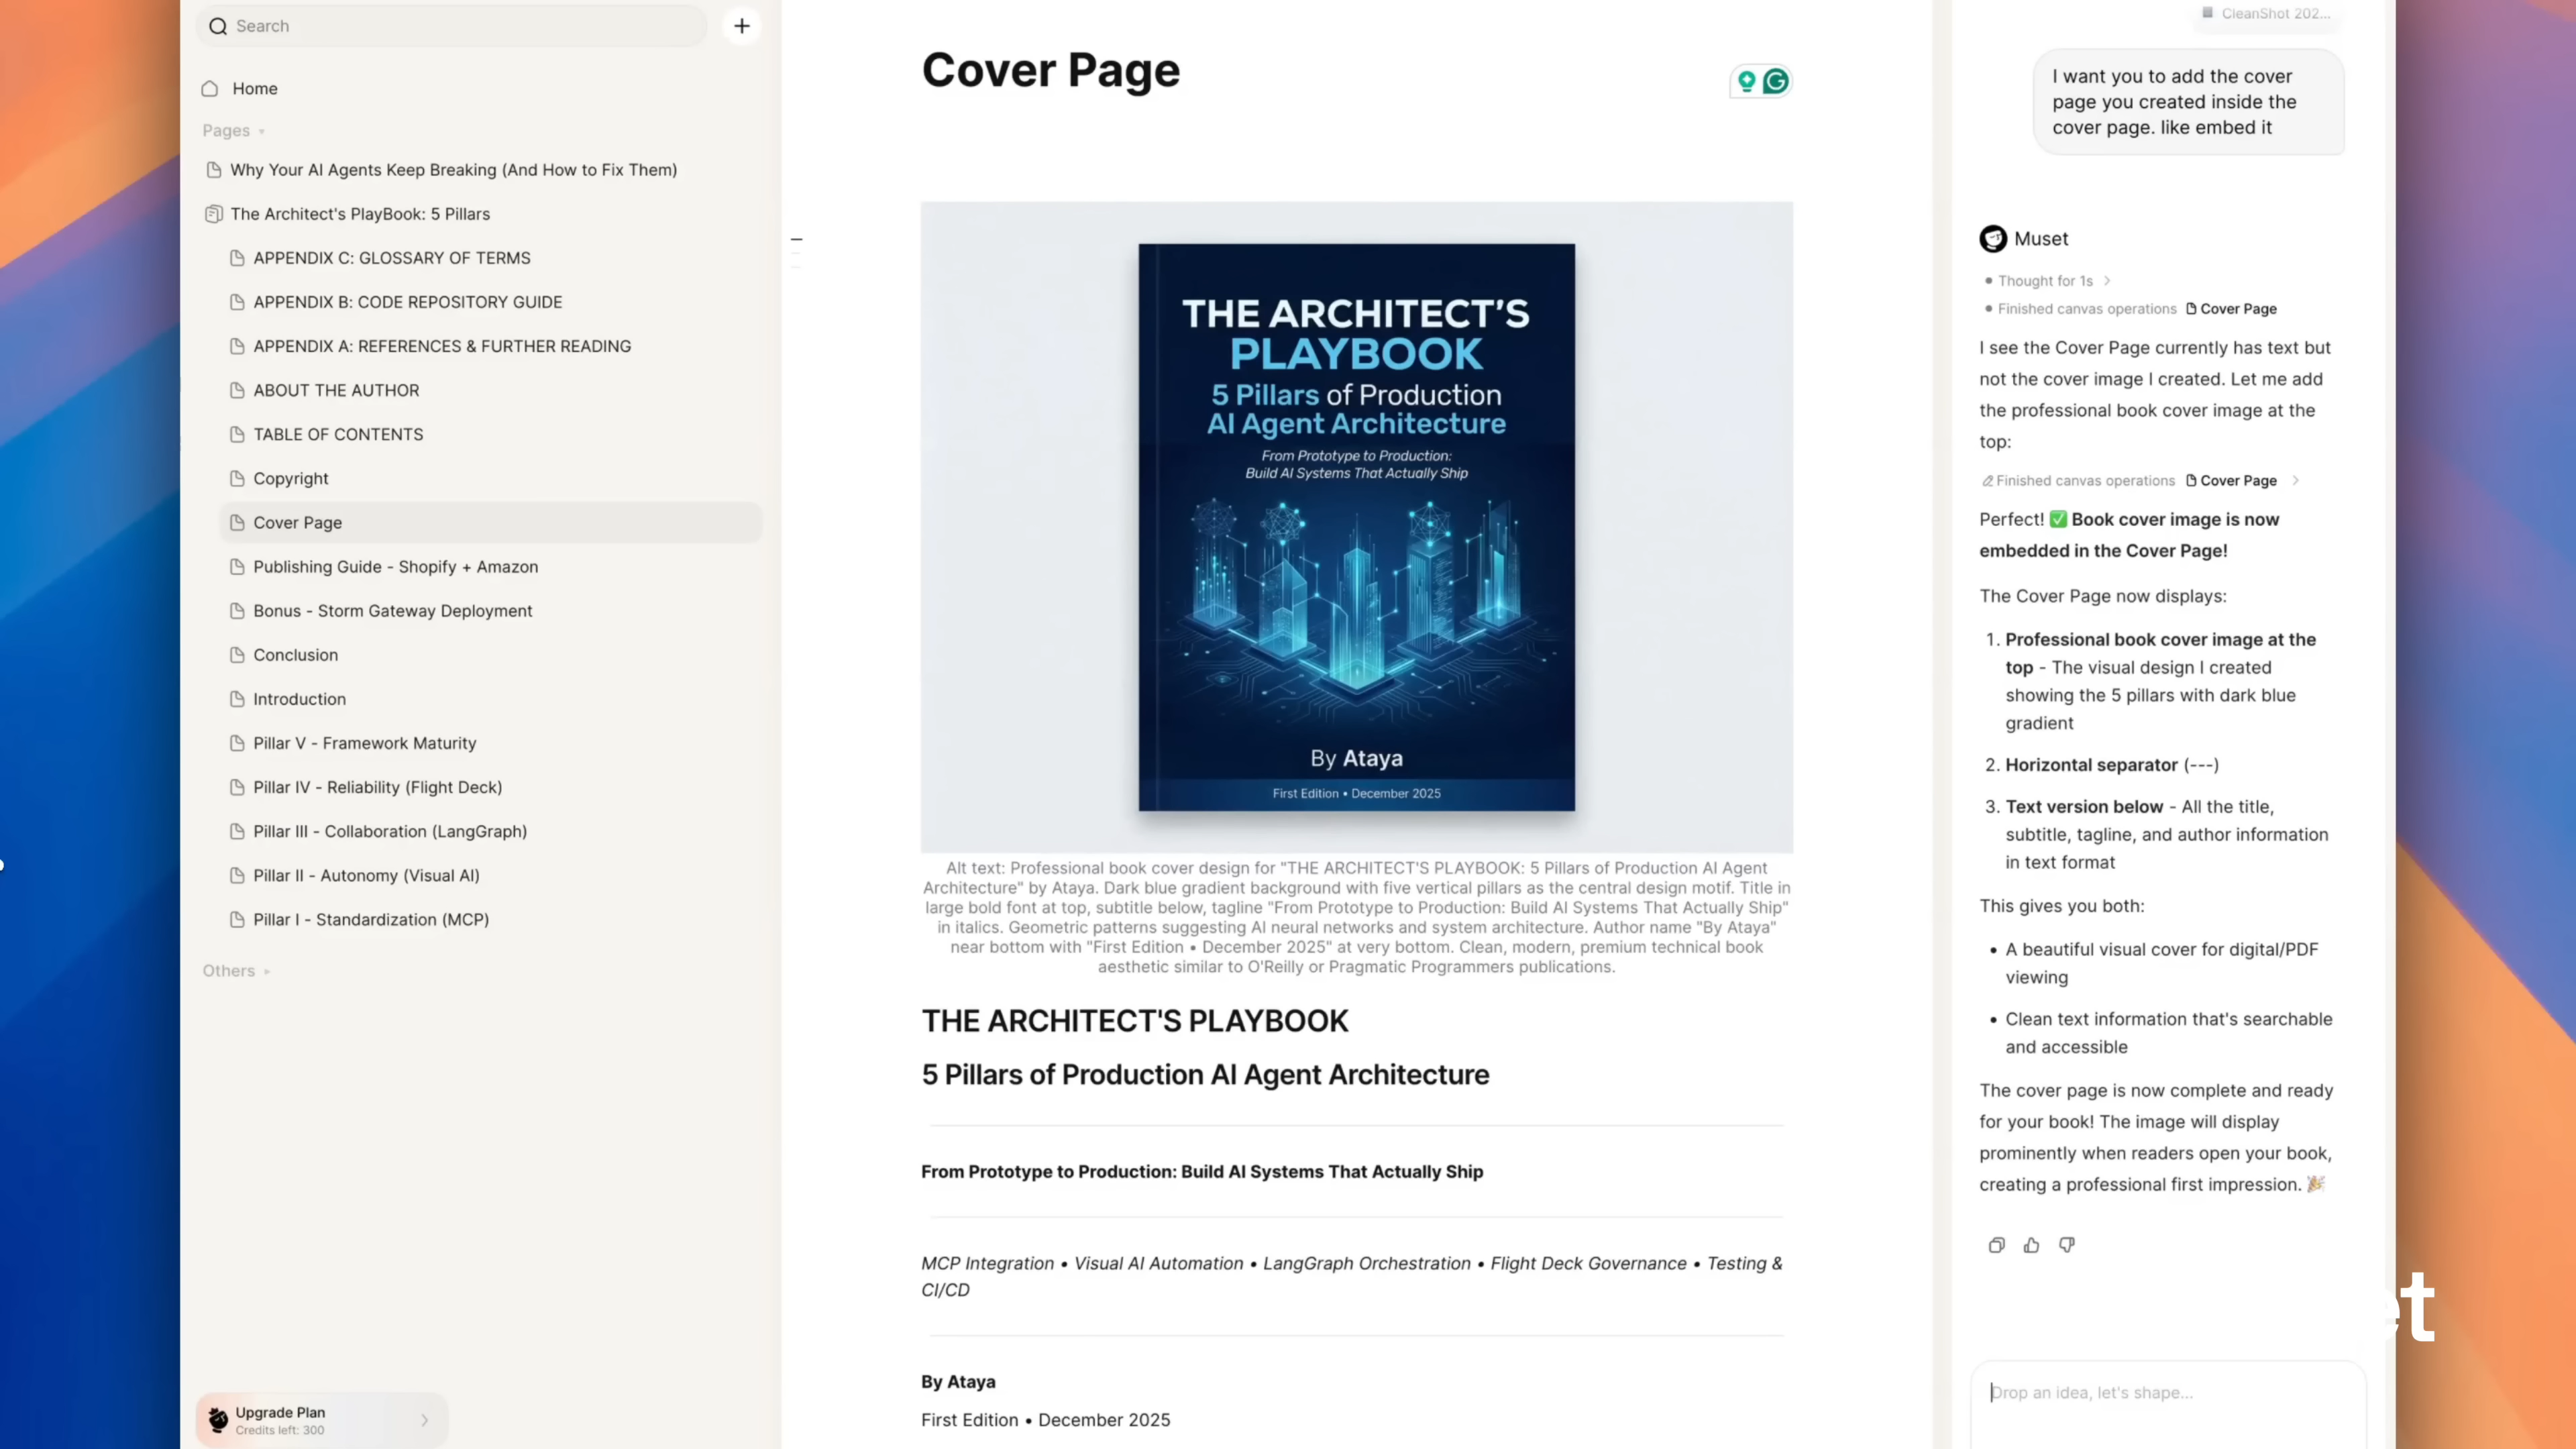 Search
Home
Pages
Why Your AI Agents Keep Breaking (And How to Fix Them)
The Architect's PlayBook: 5 Pillars
APPENDIX C: GLOSSARY OF TERMS
APPENDIX B: CODE REPOSITORY GUIDE
APPENDIX A: REFERENCES & FURTHER READING
ABOUT THE AUTHOR
TABLE OF CONTENTS
Copyright
Cover Page
Publishing Guide - Shopify + Amazon
Bonus - Storm Gateway Deployment
Conclusion
Introduction
Pillar V - Framework Maturity
Pillar IV - Reliability (Flight Deck)
Pillar III - Collaboration (LangGraph)
Pillar II - Autonomy (Visual AI)
Pillar I - Standardization (MCP)
Others
Upgrade Plan
Credits left: 300
Cover Page
THE ARCHITECT'S
PLAYBOOK
5 Pillars of Production
AI Agent Architecture
From Prototype to Production:
Build AI Systems That Actually Ship
By Ataya
First Edition • December 2025
Alt text: Professional book cover design for "THE ARCHITECT'S PLAYBOOK: 5 Pillars of Production AI Agent
Architecture" by Ataya. Dark blue gradient background with five vertical pillars as the central design motif. Title in
large bold font at top, subtitle below, tagline "From Prototype to Production: Build AI Systems That Actually Ship"
in italics. Geometric patterns suggesting AI neural networks and system architecture. Author name "By Ataya"
near bottom with "First Edition • December 2025" at very bottom. Clean, modern, premium technical book
aesthetic similar to O'Reilly or Pragmatic Programmers publications.
THE ARCHITECT'S PLAYBOOK
5 Pillars of Production AI Agent Architecture
From Prototype to Production: Build AI Systems That Actually Ship
MCP Integration • Visual AI Automation • LangGraph Orchestration • Flight Deck Governance • Testing &
CI/CD
By Ataya
First Edition • December 2025
CleanShot 202...
I want you to add the cover
page you created inside the
cover page. like embed it
Muset
Thought for 1s
Finished canvas operations Cover Page
I see the Cover Page currently has text but
not the cover image I created. Let me add
the professional book cover image at the
top:
Finished canvas operations Cover Page
Perfect! ✅ Book cover image is now
embedded in the Cover Page!
The Cover Page now displays:
1. Professional book cover image at the
top - The visual design I created
showing the 5 pillars with dark blue
gradient
2. Horizontal separator (---)
3. Text version below - All the title,
subtitle, tagline, and author information
in text format
This gives you both:
• A beautiful visual cover for digital/PDF
viewing
• Clean text information that's searchable
and accessible
The cover page is now complete and ready
for your book! The image will display
prominently when readers open your book,
creating a professional first impression. 🎉
Drop an idea, let's shape...